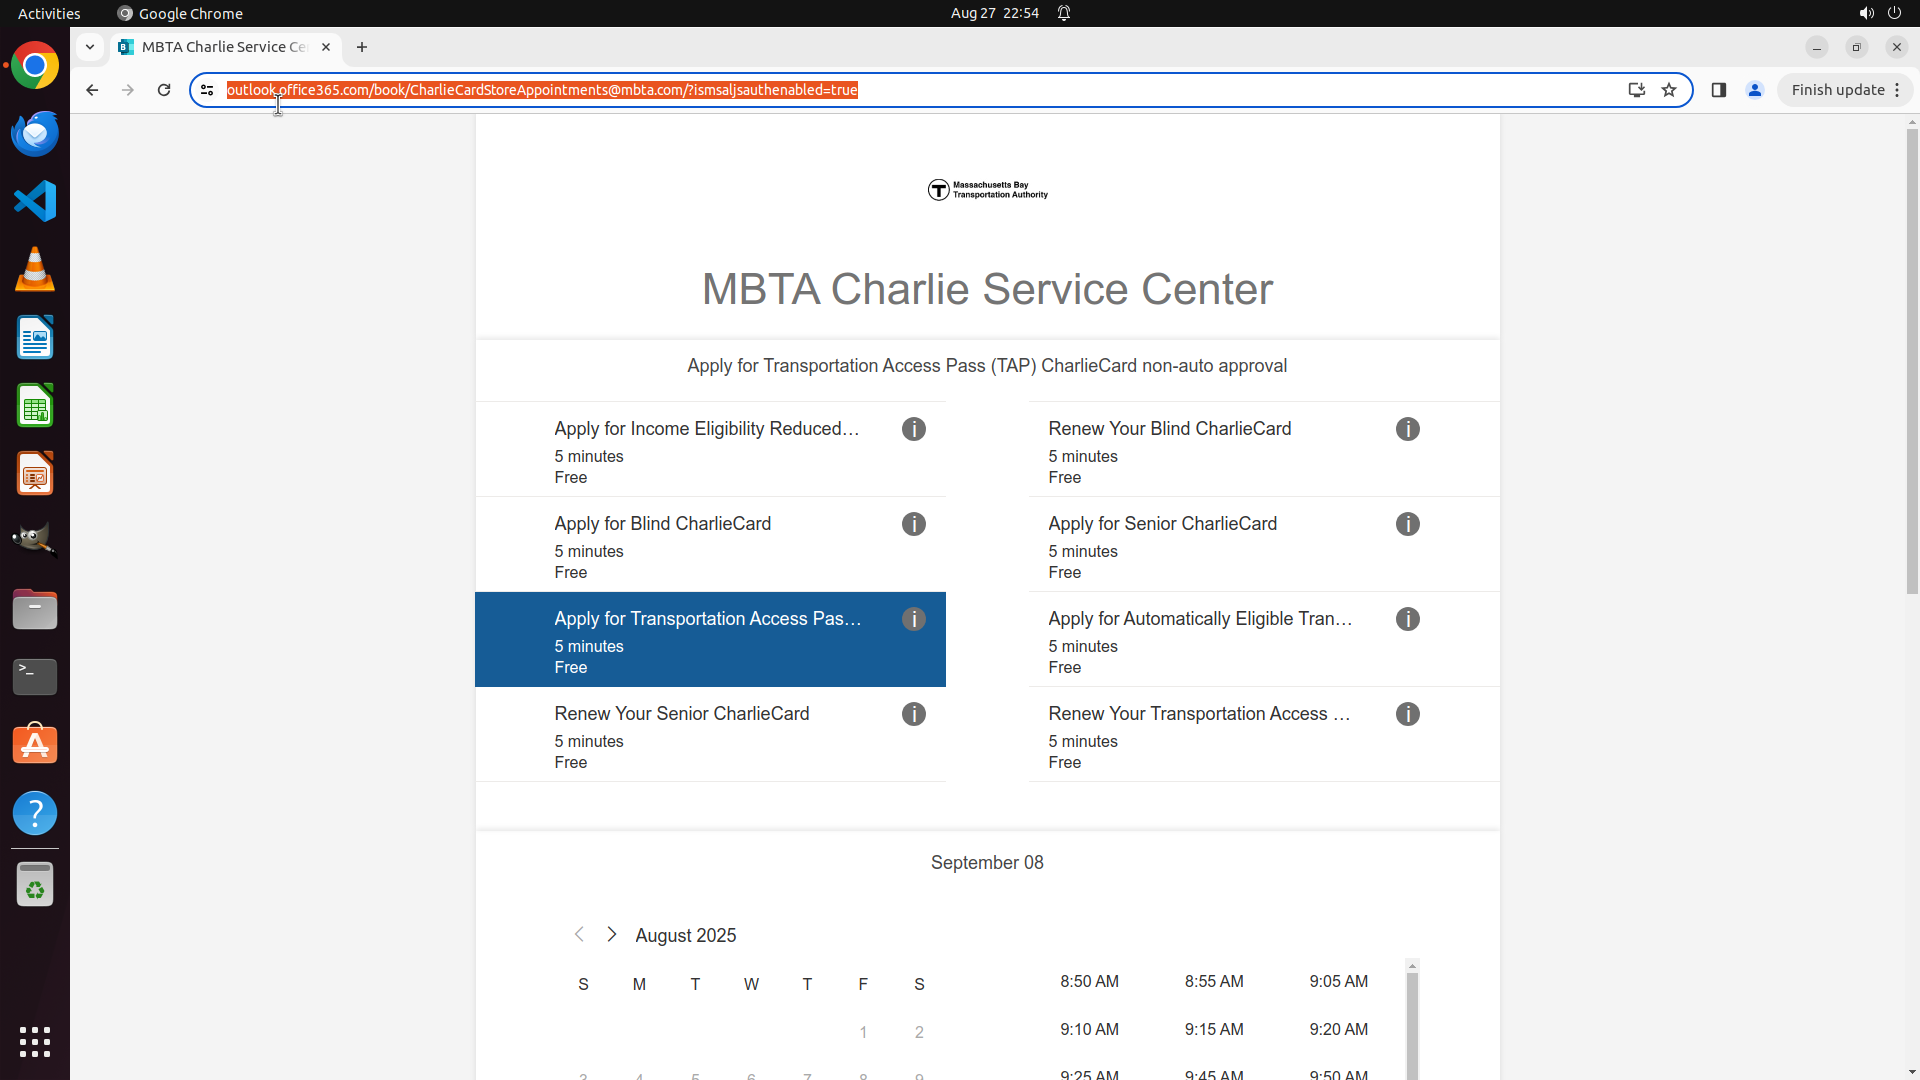 Activities
Google Chrome
Aug 27 22:54
MBTA Charlie Service Ce
outlook.office365.com/book/CharlieCardStoreAppointments@mbta.com/?ismsaljsauthenabled=true
Finish update
Massachusetts Bay
Transportation Authority
MBTA Charlie Service Center
Apply for Transportation Access Pass (TAP) CharlieCard non-auto approval
Apply for Income Eligibility Reduced…
5 minutes
Free
Renew Your Blind CharlieCard
5 minutes
Free
Apply for Blind CharlieCard
5 minutes
Free
Apply for Senior CharlieCard
5 minutes
Free
Apply for Transportation Access Pas…
5 minutes
Free
Apply for Automatically Eligible Tran…
5 minutes
Free
Renew Your Senior CharlieCard
5 minutes
Free
Renew Your Transportation Access …
5 minutes
Free
September 08
August 2025
S M T W T F S
1 2
3 4 5 6 7 8 9
8:50 AM 8:55 AM 9:05 AM
9:10 AM 9:15 AM 9:20 AM
9:25 AM 9:45 AM 9:50 AM